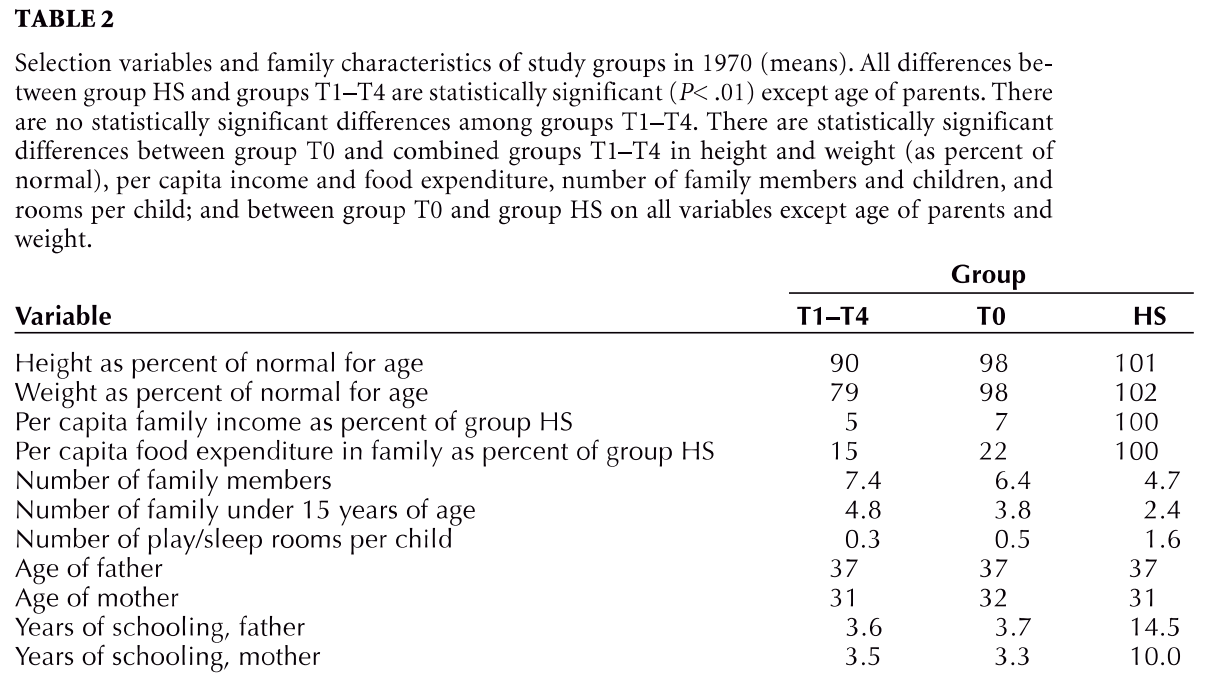 TABLE 2
Selection variables and family characteristics of study groups in 1970 (means). All differences be-
tween group HS and groups T1–T4 are statistically significant (P< .01) except age of parents. There
are no statistically significant differences among groups T1–T4. There are statistically significant
differences between group T0 and combined groups T1–T4 in height and weight (as percent of
normal), per capita income and food expenditure, number of family members and children, and
rooms per child; and between group T0 and group HS on all variables except age of parents and
weight.
Group
Variable T1–T4 T0 HS
Height as percent of normal for age 90 98 101
Weight as percent of normal for age 79 98 102
Per capita family income as percent of group HS 5 7 100
Per capita food expenditure in family as percent of group HS 15 22 100
Number of family members 7.4 6.4 4.7
Number of family under 15 years of age 4.8 3.8 2.4
Number of play/sleep rooms per child 0.3 0.5 1.6
Age of father 37 37 37
Age of mother 31 32 31
Years of schooling, father 3.6 3.7 14.5
Years of schooling, mother 3.5 3.3 10.0